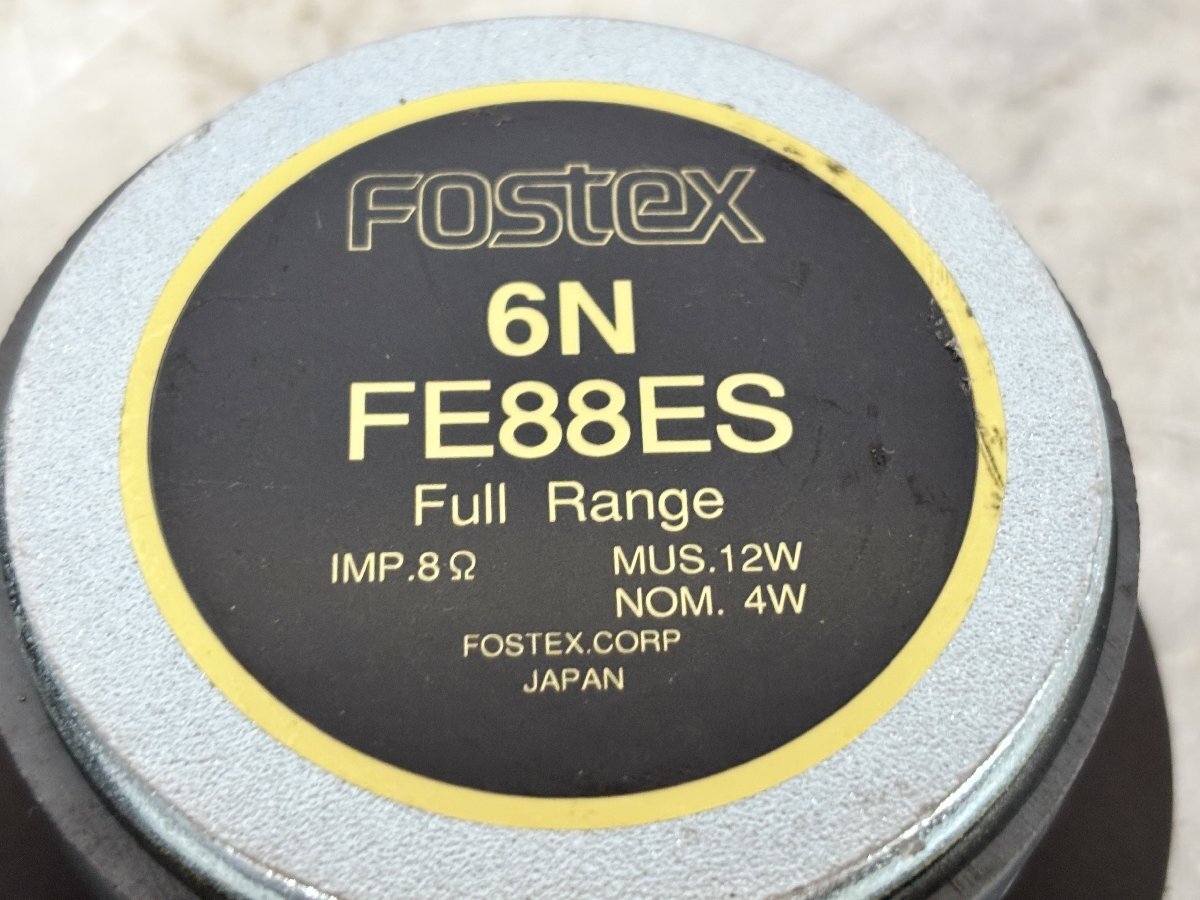 FOSTEX
6N
FE88ES
Full Range
IMP.8Ω MUS.12W
NOM. 4W
FOSTEX.CORP
JAPAN